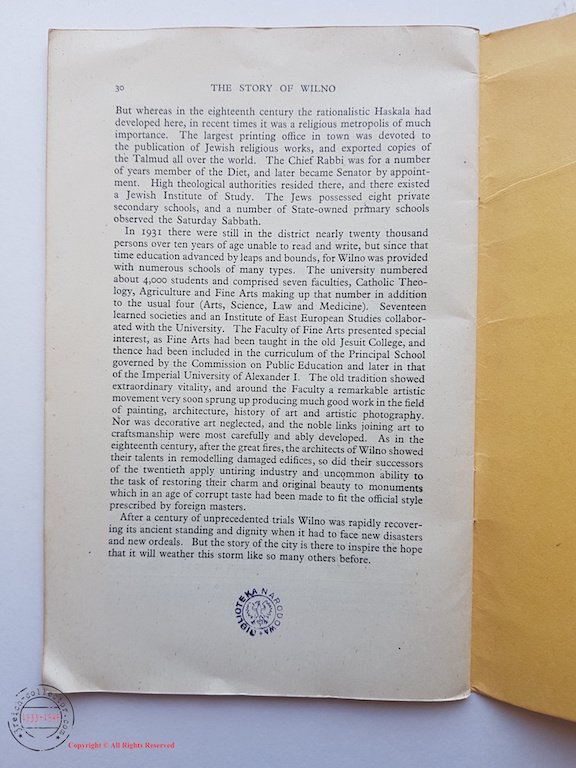 30 THE STORY OF WILNO
But whereas in the eighteenth century the rationalistic Haskala had
developed here, in recent times it was a religious metropolis of much
importance. The largest printing office in town was devoted to
the publication of Jewish religious works, and exported copies of
the Talmud all over the world. The Chief Rabbi was for a number
of years member of the Diet, and later became Senator by appoint-
ment. High theological authorities resided there, and there existed
a Jewish Institute of Study. The Jews possessed eight private
secondary schools, and a number of State-owned primary schools
observed the Saturday Sabbath.
In 1931 there were still in the district nearly twenty thousand
persons over ten years of age unable to read and write, but since that
time education advanced by leaps and bounds, for Wilno was provided
with numerous schools of many types. The university numbered
about 4,000 students and comprised seven faculties, Catholic Theo-
logy, Agriculture and Fine Arts making up that number in addition
to the usual four (Arts, Science, Law and Medicine). Seventeen
learned societies and an Institute of East European Studies collabor-
ated with the University. The Faculty of Fine Arts presented special
interest, as Fine Arts had been taught in the old Jesuit College, and
thence had been included in the curriculum of the Principal School
governed by the Commission on Public Education and later in that
of the Imperial University of Alexander I. The old tradition showed
extraordinary vitality, and around the Faculty a remarkable artistic
movement very soon sprung up producing much good work in the field
of painting, architecture, history of art and artistic photography.
Nor was decorative art neglected, and the noble links joining art to
craftsmanship were most carefully and ably developed. As in the
eighteenth century, after the great fires, the architects of Wilno showed
their talents in remodelling damaged edifices, so did their successors
of the twentieth apply untiring industry and uncommon ability to
the task of restoring their charm and original beauty to monuments
which in an age of corrupt taste had been made to fit the official style
prescribed by foreign masters.
After a century of unprecedented trials Wilno was rapidly recover-
ing its ancient standing and dignity when it had to face new disasters
and new ordeals. But the story of the city is there to inspire the hope
that it will weather this storm like so many others before.
BIBLIOTEKA NARODOWA
3reich-collector.com
1933-1945
Copyright © All Rights Reserved